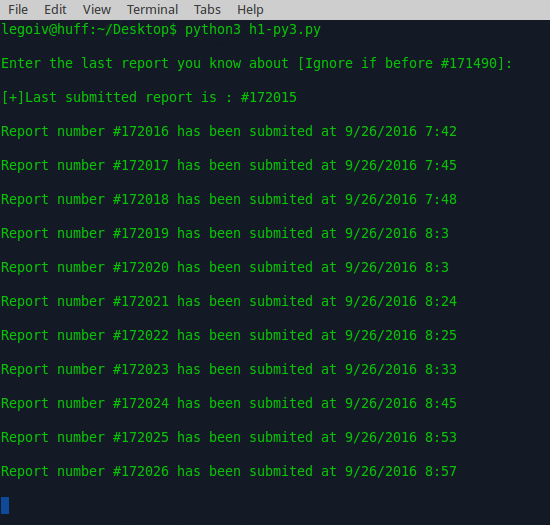 File Edit View Terminal Tabs Help
legoiv@huff:~/Desktop$ python3 h1-py3.py
Enter the last report you know about [Ignore if before #171490]:
[+]Last submitted report is : #172015
Report number #172016 has been submited at 9/26/2016 7:42
Report number #172017 has been submited at 9/26/2016 7:45
Report number #172018 has been submited at 9/26/2016 7:48
Report number #172019 has been submited at 9/26/2016 8:3
Report number #172020 has been submited at 9/26/2016 8:3
Report number #172021 has been submited at 9/26/2016 8:24
Report number #172022 has been submited at 9/26/2016 8:25
Report number #172023 has been submited at 9/26/2016 8:33
Report number #172024 has been submited at 9/26/2016 8:45
Report number #172025 has been submited at 9/26/2016 8:53
Report number #172026 has been submited at 9/26/2016 8:57